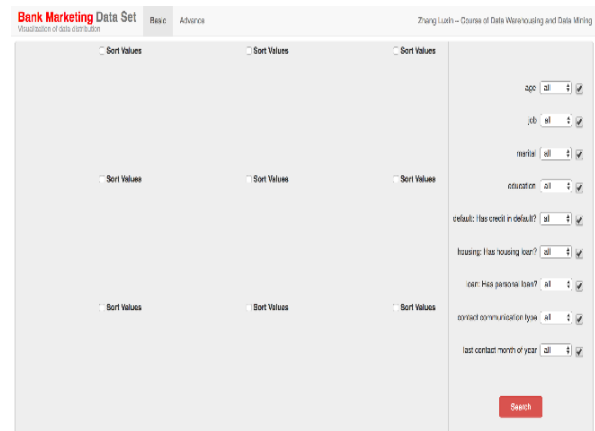 Bank Marketing Data Set
Visualization of data distribution
Basic
Advance
Zhang Luxin – Course of Data Warehousing and Data Mining
Sort Values
Sort Values
Sort Values
age all
job all
marital all
Sort Values
Sort Values
Sort Values
education all
default: Has credit in default? all
housing: Has housing loan? all
loan: Has personal loan? all
Sort Values
Sort Values
Sort Values
contact communication type all
last contact month of year all
Search